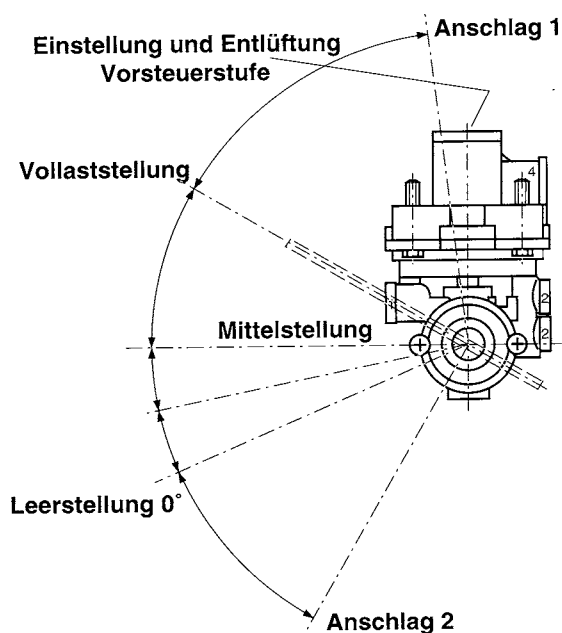 Anschlag 1
Einstellung und Entlüftung
Vorsteuerstufe
4
Vollaststellung
2
Mittelstellung
2
Leerstellung 0°
Anschlag 2